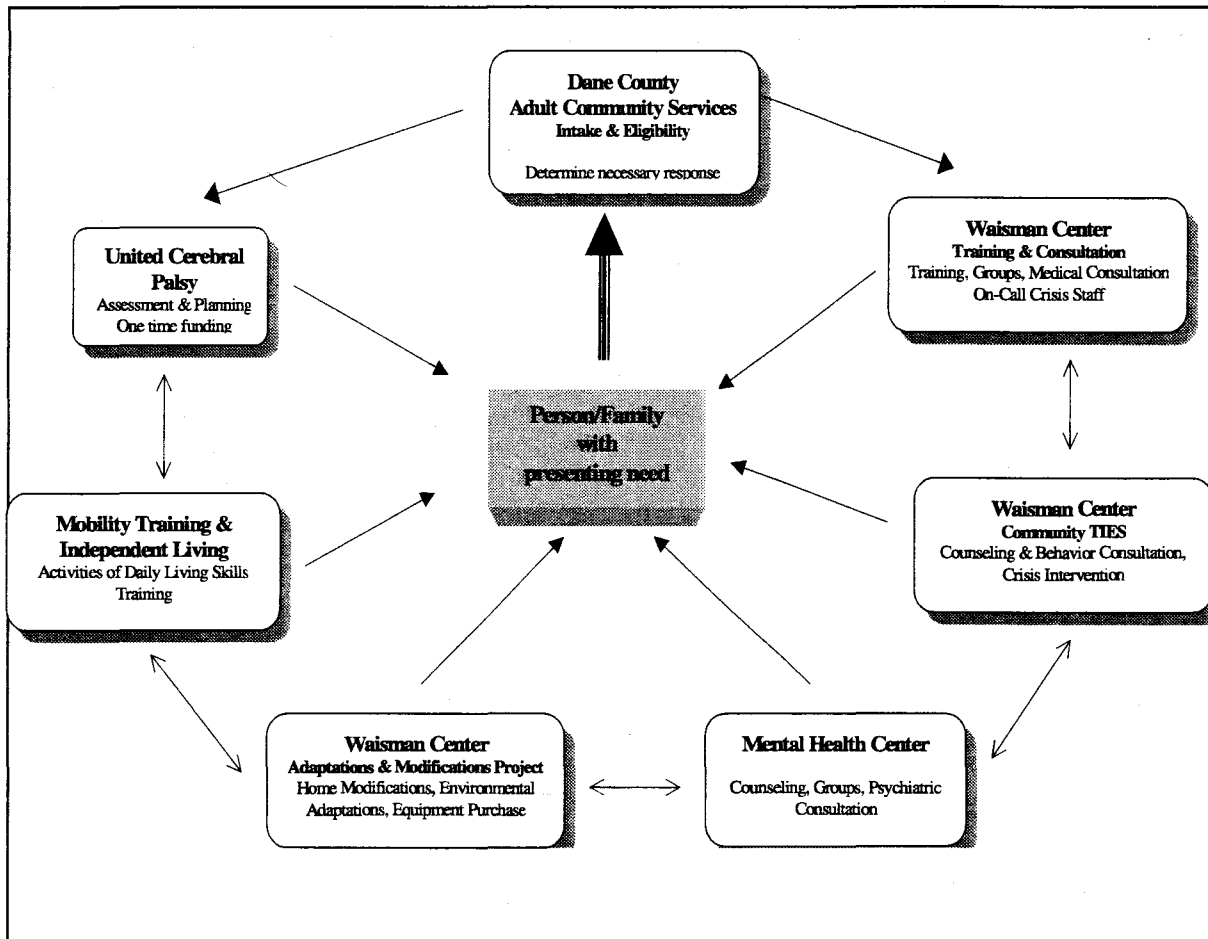 Dane County
Adult Community Services
Intake & Eligibility
Determine necessary response
United Cerebral
Palsy
Assessment & Planning
One time funding
Waisman Center
Training & Consultation
Training, Groups, Medical Consultation
On-Call Crisis Staff
Person/Family
with
presenting need
Mobility Training &
Independent Living
Activities of Daily Living Skills
Training
Waisman Center
Community TIES
Counseling & Behavior Consultation,
Crisis Intervention
Waisman Center
Adaptations & Modifications Project
Home Modifications, Environmental
Adaptations, Equipment Purchase
Mental Health Center
Counseling, Groups, Psychiatric
Consultation